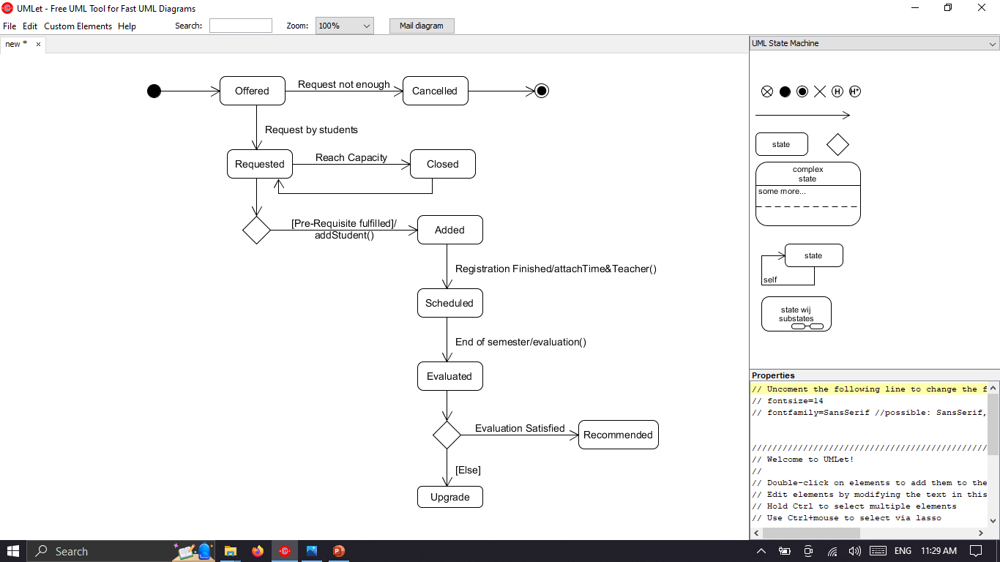 UMLet - Free UML Tool for Fast UML Diagrams
File Edit Custom Elements Help Search: Zoom: 100% Mail diagram
new * ×
UML State Machine
Offered
Request not enough
Cancelled
Request by students
Requested
Reach Capacity
Closed
[Pre-Requisite fulfilled]/
addStudent()
Added
Registration Finished/attachTime&Teacher()
Scheduled
End of semester/evaluation()
Evaluated
Evaluation Satisfied
Recommended
[Else]
Upgrade
H H*
state
complex
state
some more...
state
self
state wij
substates
Properties
// Uncoment the following line to change the f
// fontsize=14
// fontfamily=SansSerif //possible: SansSerif,
//////////////////////////////////////////////
// Welcome to UMLet!
//
// Double-click on elements to add them to the
// Edit elements by modifying the text in this
// Hold Ctrl to select multiple elements
// Use Ctrl+mouse to select via lasso
Search
ENG 11:29 AM